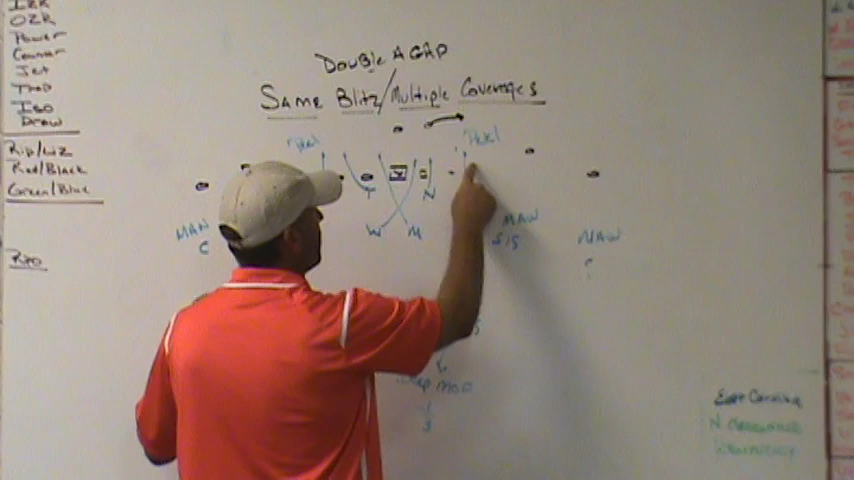 IZR
OZR
Power
Counter
Jet
Trap
Iso
Draw
Rip/Liz
Red/Black
Green/Blue
RPO
Double A GAP
SAME Blitz/Multiple Coverages
"Peel"
"Peel"
T
N
W
M
MAN
C
MAN
S/S
MAN
C
East Carolina